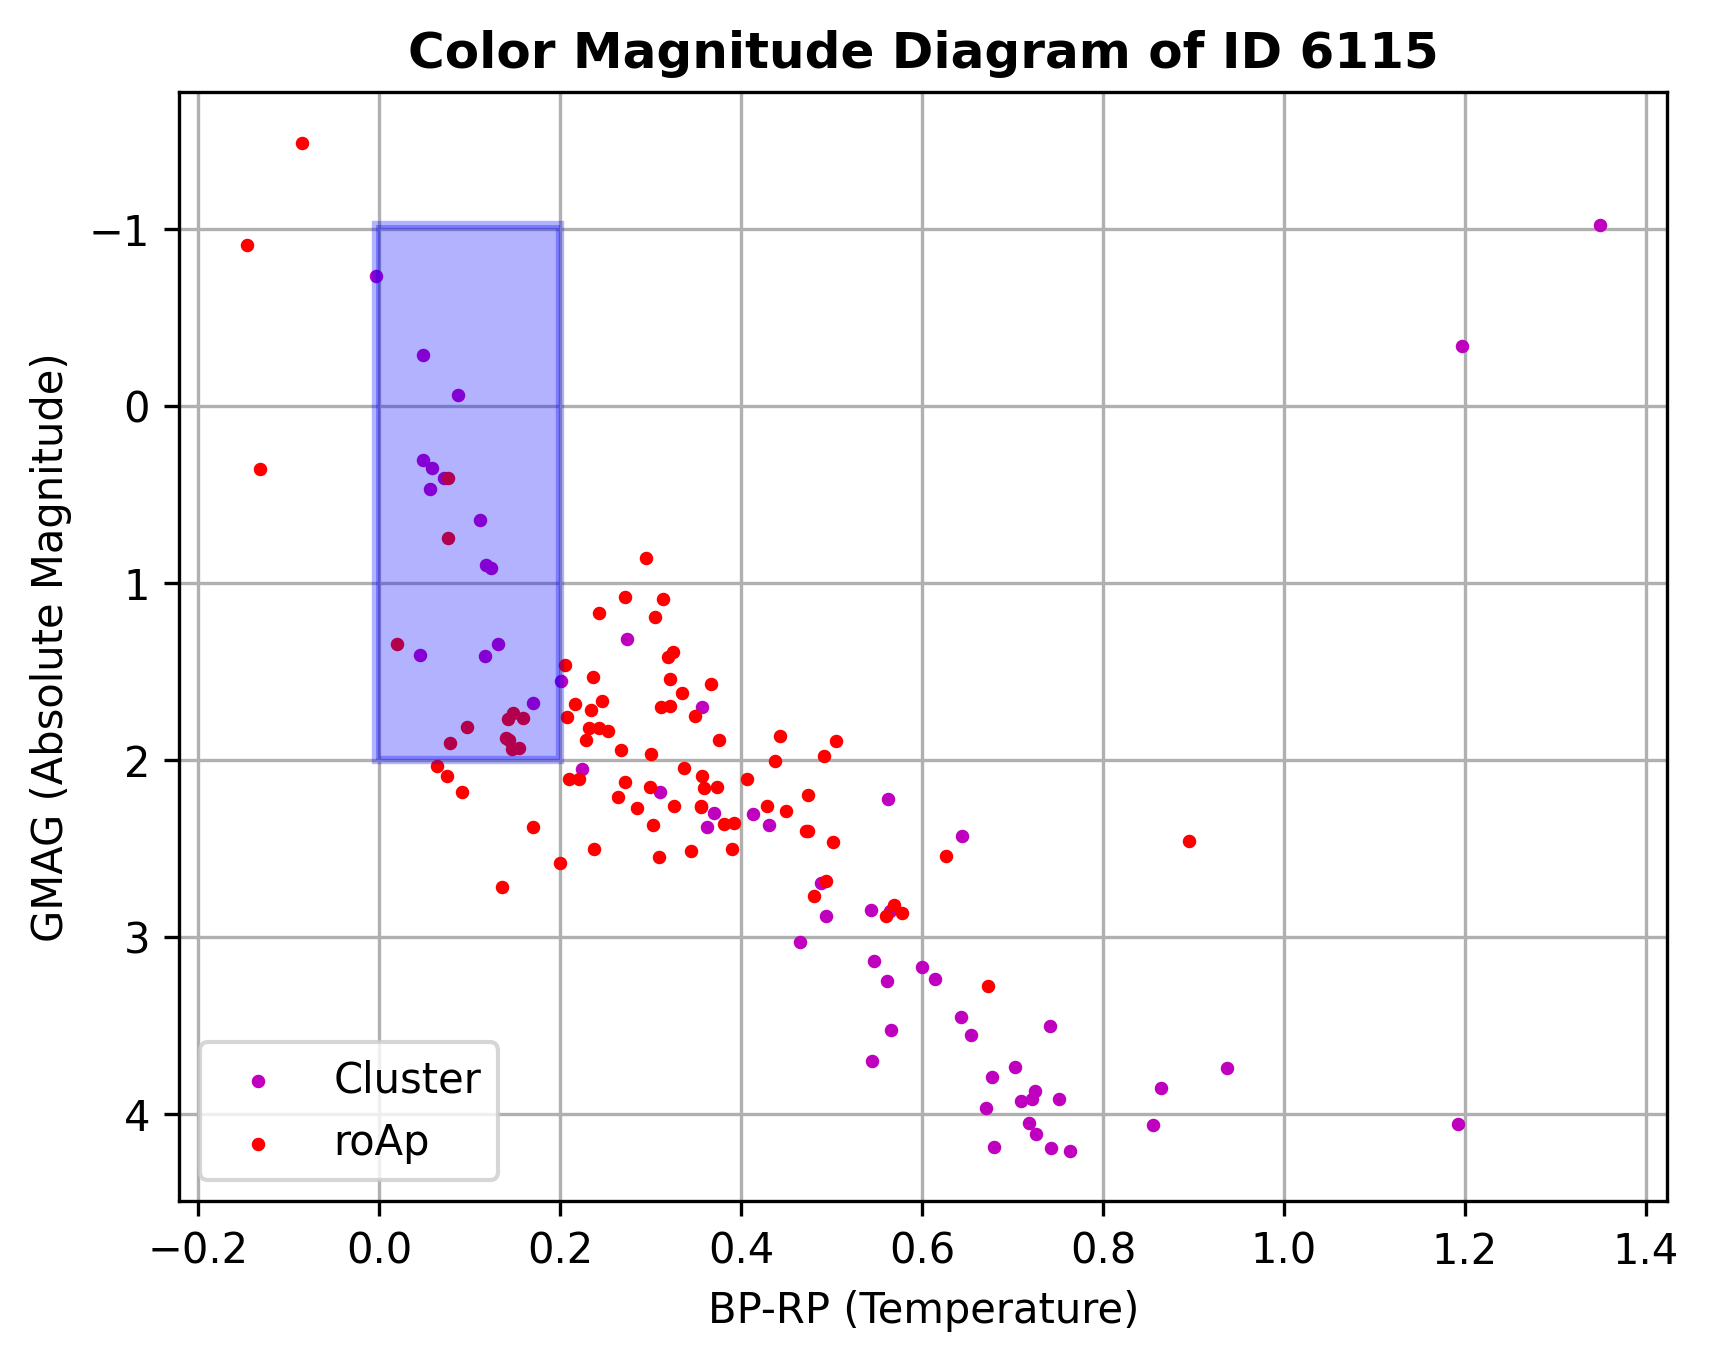 Color Magnitude Diagram of ID 6115
GMAG (Absolute Magnitude)
−1
0
1
2
3
4
Cluster
roAp
−0.2 0.0 0.2 0.4 0.6 0.8 1.0 1.2 1.4
BP-RP (Temperature)